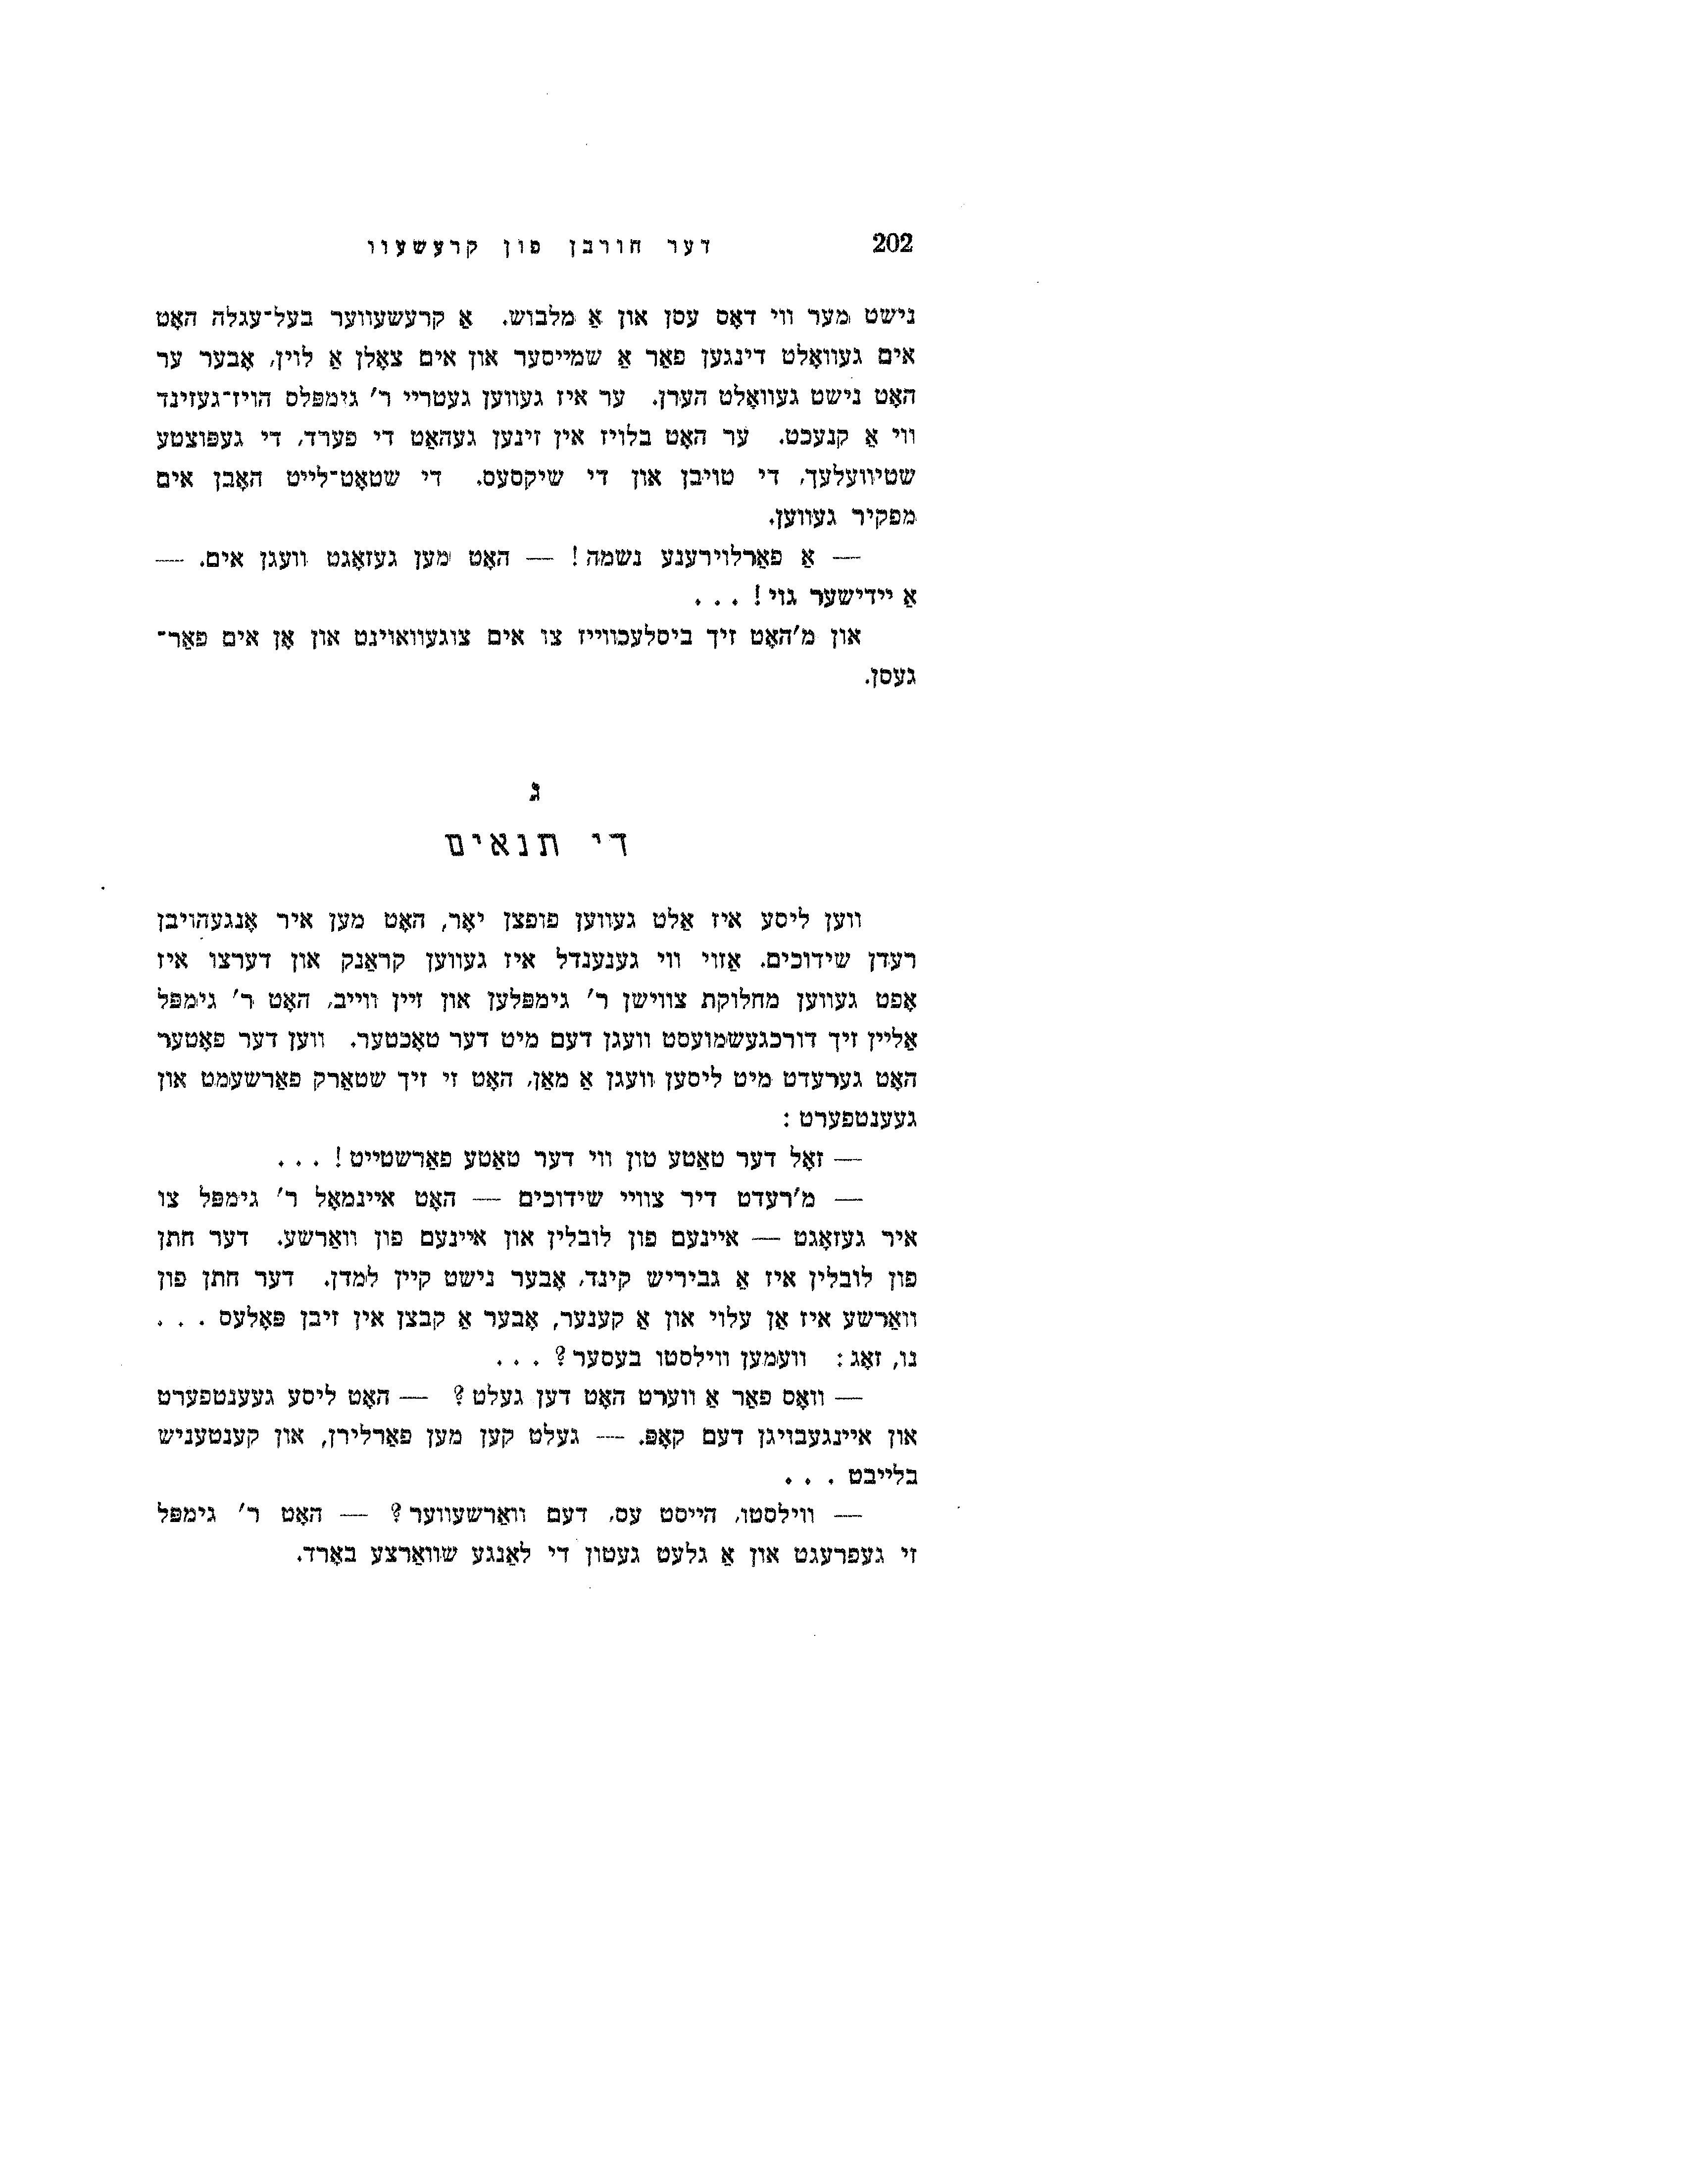 202 דער חורבן פון קרעשעוו
נישט מער ווי דאָס עסן און אַ מלבוש. אַ קרעשעווער בעל־עגלה האָט
אים געוואָלט דינגען פאַר אַ שמייסער און אים צאָלן אַ לוין, אָבער ער
האָט נישט געוואָלט הערן. ער איז געווען געטריי ר' גימפּלס הויז־געזינד
ווי אַ קנעכט. ער האָט בלויז אין זינען געהאַט די פערד, די געפּוצטע
שטיוועלעך, די טויבן און די שיקסעס. די שטאָט־לייט האָבן אים
מפקיר געווען.
— אַ פאַרלוירענע נשמה! — האָט מען געזאָגט וועגן אים. —
אַ יידישער גוי! . . .
און מ'האָט זיך ביסלעכווייז צו אים צוגעוואוינט און אָן אים פאַר־
געסן.
ג
די תנאים
ווען ליסע איז אַלט געווען פופצן יאָר, האָט מען איר אָנגעהויבן
רעדן שידוכים. אַזוי ווי גענענדל איז געווען קראַנק און דערצו איז
אָפט געווען מחלוקת צווישן ר' גימפּלען און זיין ווייב, האָט ר' גימפּל
אַליין זיך דורכגעשמועסט וועגן דעם מיט דער טאָכטער. ווען דער פאָטער
האָט גערעדט מיט ליסען וועגן אַ מאַן, האָט זי זיך שטאַרק פאַרשעמט און
געענטפערט :
— זאָל דער טאַטע טון ווי דער טאַטע פאַרשטייט! . . .
— מ'רעדט דיר צוויי שידוכים — האָט איינמאָל ר' גימפּל צו
איר געזאָגט — איינעם פון לובלין און איינעם פון וואַרשע. דער חתן
פון לובלין איז אַ גביריש קינד, אָבער נישט קיין למדן. דער חתן פון
וואַרשע איז אַן עלוי און אַ קענער, אָבער אַ קבצן אין זיבן פּאָלעס . . .
נו, זאָג : וועמען ווילסטו בעסער? . . .
— וואָס פאַר אַ ווערט האָט דען געלט? — האָט ליסע געענטפערט
און איינגעבויגן דעם קאָפּ. — געלט קען מען פאַרלירן, און קענטעניש
בלייבט . . .
— ווילסטו, הייסט עס, דעם וואַרשעווער? — האָט ר' גימפּל
זי געפרעגט און אַ גלעט געטון די לאַנגע שוואַרצע באָרד.